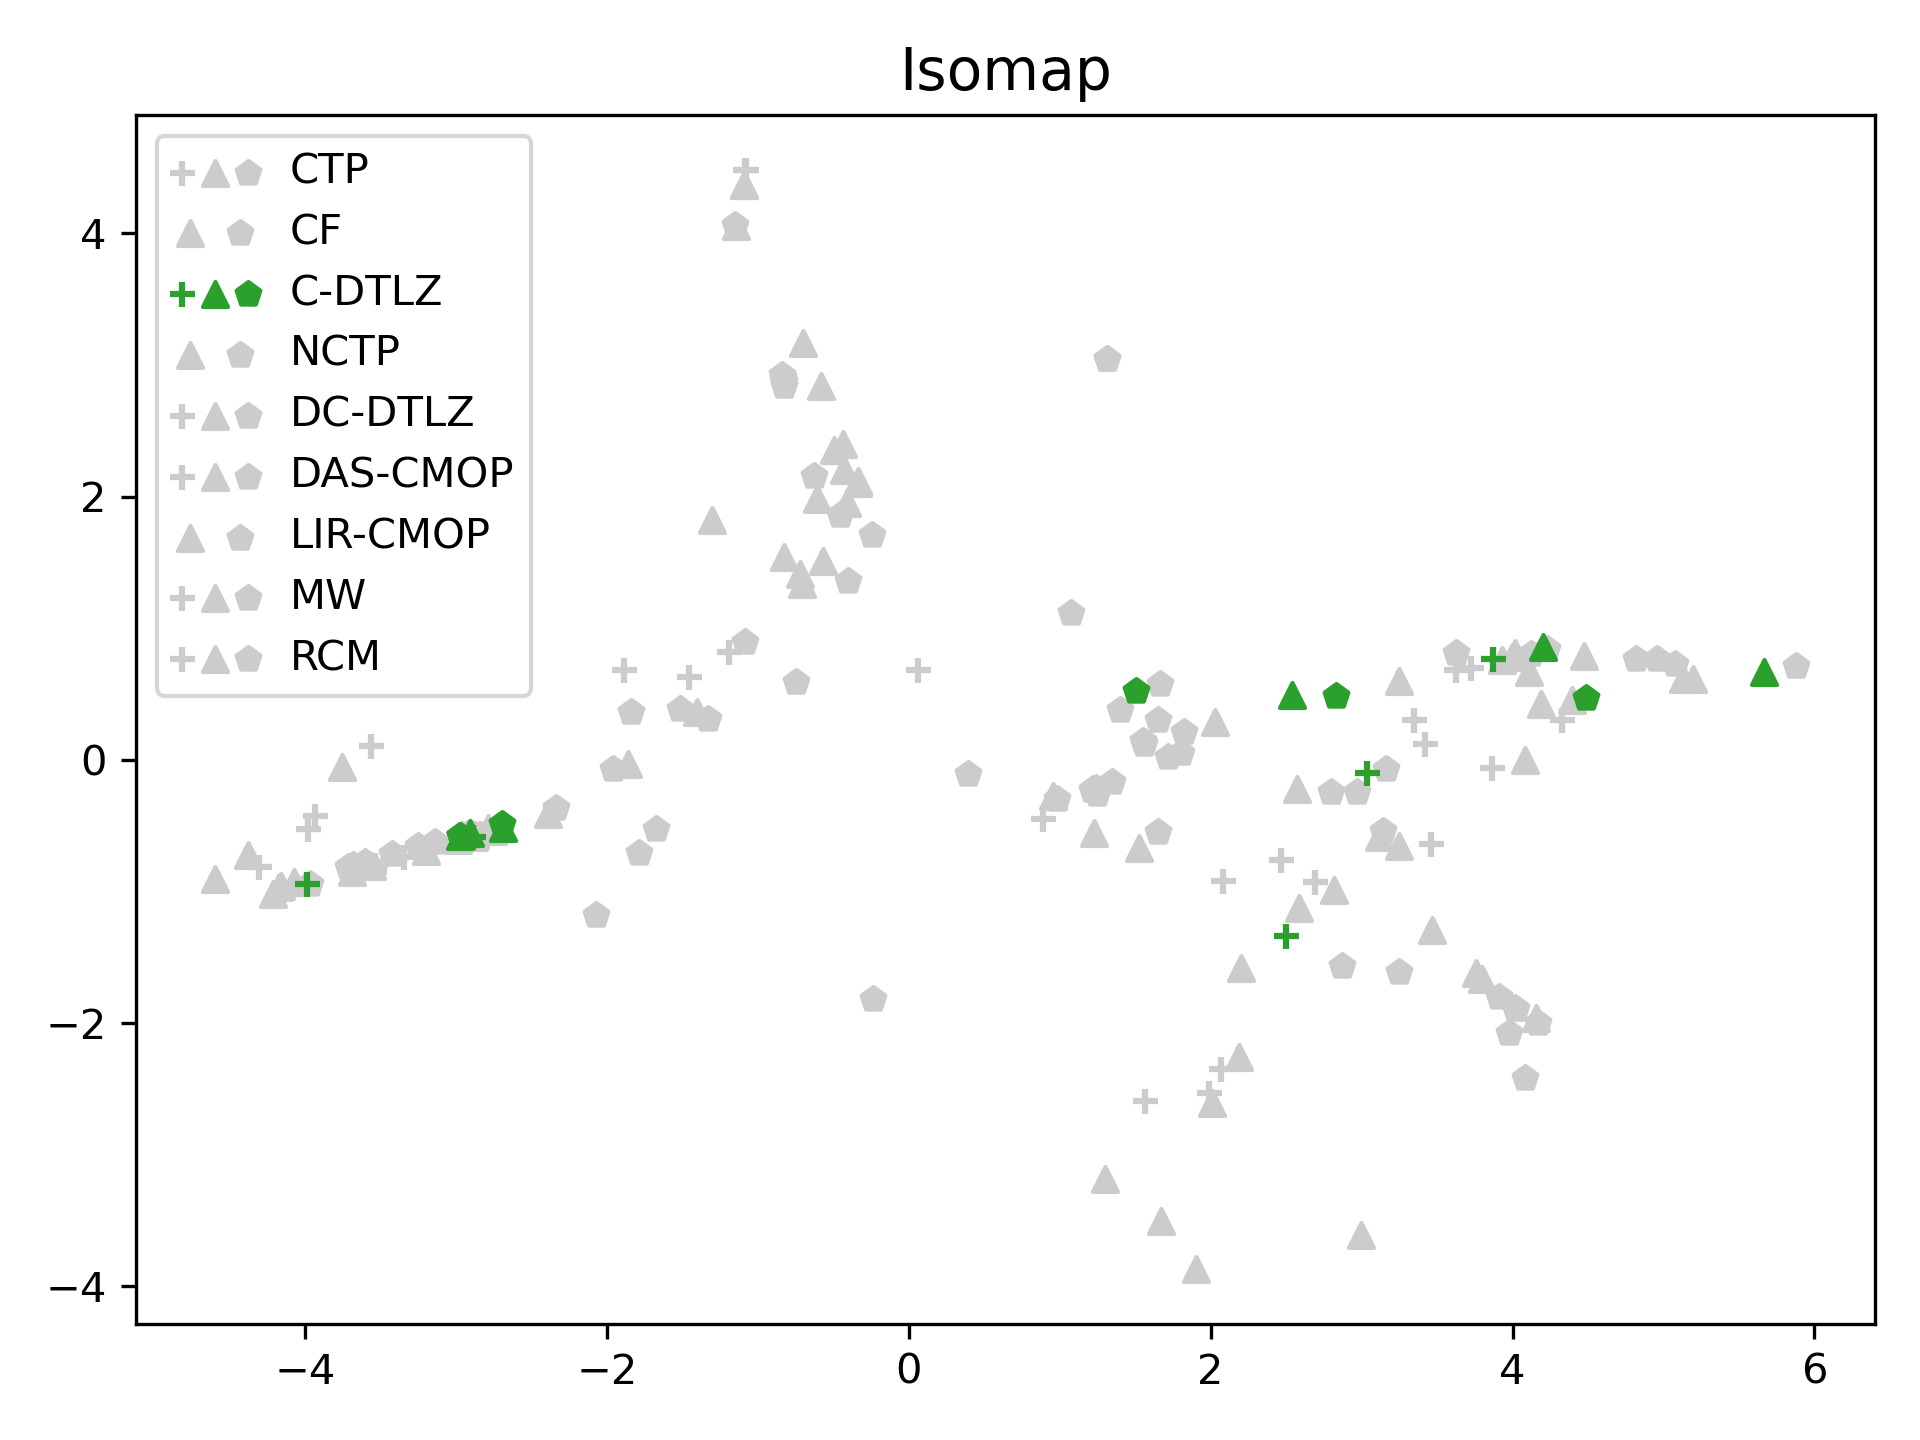 Isomap
CTP
CF
C-DTLZ
NCTP
DC-DTLZ
DAS-CMOP
LIR-CMOP
MW
RCM
4
2
0
−2
−4
−4 −2 0 2 4 6